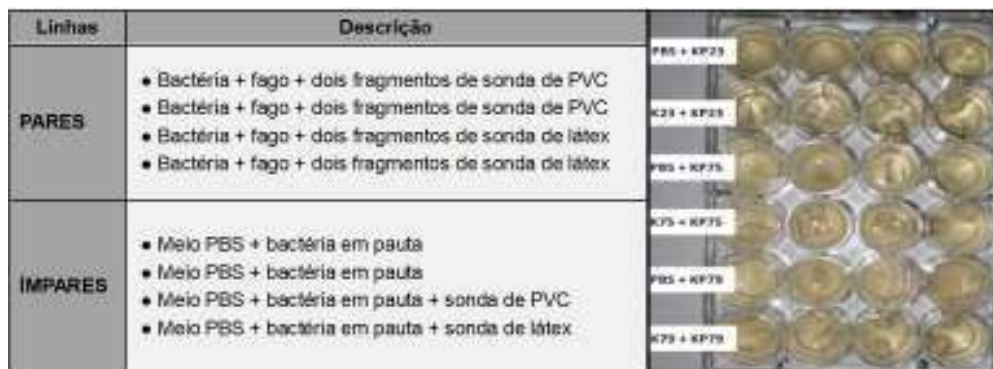 Linhas Descrição
PARES
● Bactéria + fago + dois fragmentos de sonda de PVC
● Bactéria + fago + dois fragmentos de sonda de PVC
● Bactéria + fago + dois fragmentos de sonda de látex
● Bactéria + fago + dois fragmentos de sonda de látex
ÍMPARES
● Meio PBS + bactéria em pauta
● Meio PBS + bactéria em pauta
● Meio PBS + bactéria em pauta + sonda de PVC
● Meio PBS + bactéria em pauta + sonda de látex
PBS + KP23
K23 + KP23
PBS + KP75
K75 + KP75
PBS + KP79
K79 + KP79